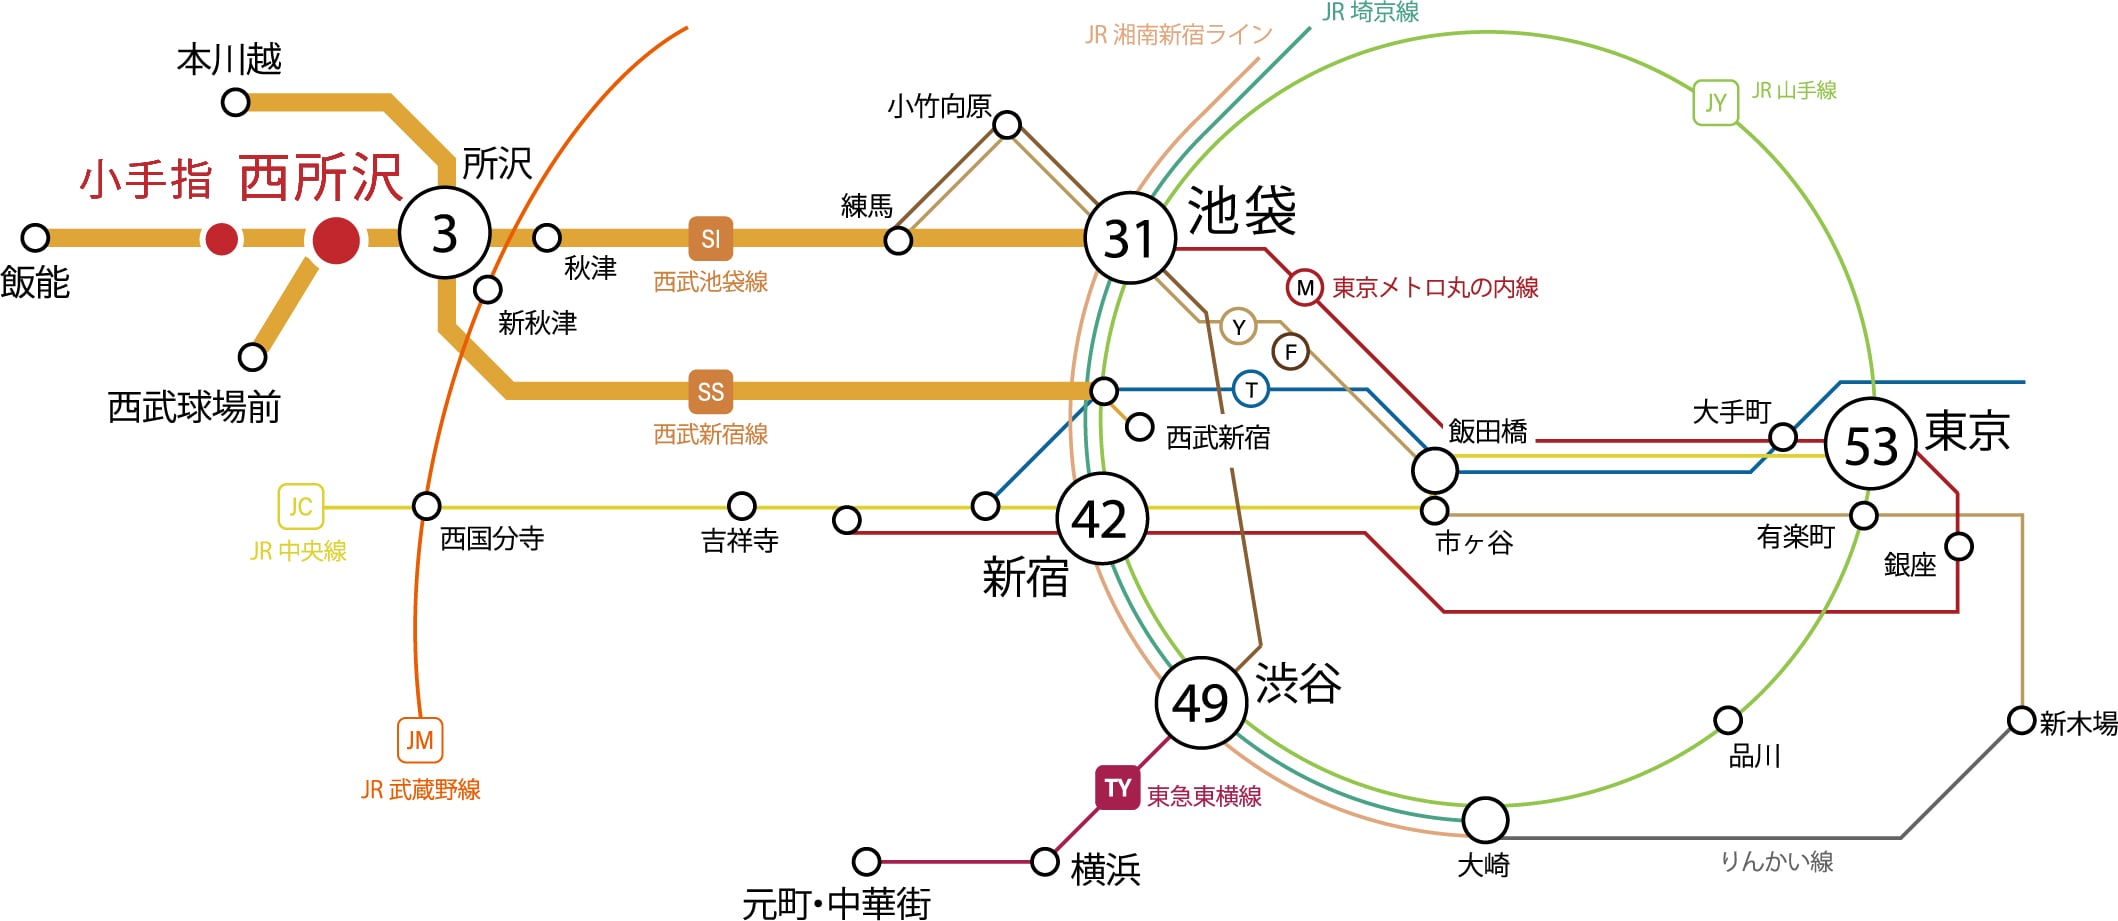 JR 埼京線
JR 湘南新宿ライン
本川越
JY
JR 山手線
小竹向原
所沢
小手指
西所沢
練馬
池袋
3
31
SI
飯能
秋津
西武池袋線
M
東京メトロ丸の内線
新秋津
Y
F
西武球場前
SS
西武新宿線
T
西武新宿
飯田橋
大手町
53
東京
JC
JR 中央線
西国分寺
吉祥寺
42
新宿
市ヶ谷
有楽町
銀座
49
渋谷
JM
JR 武蔵野線
TY
東急東横線
品川
新木場
元町・中華街
横浜
大崎
りんかい線